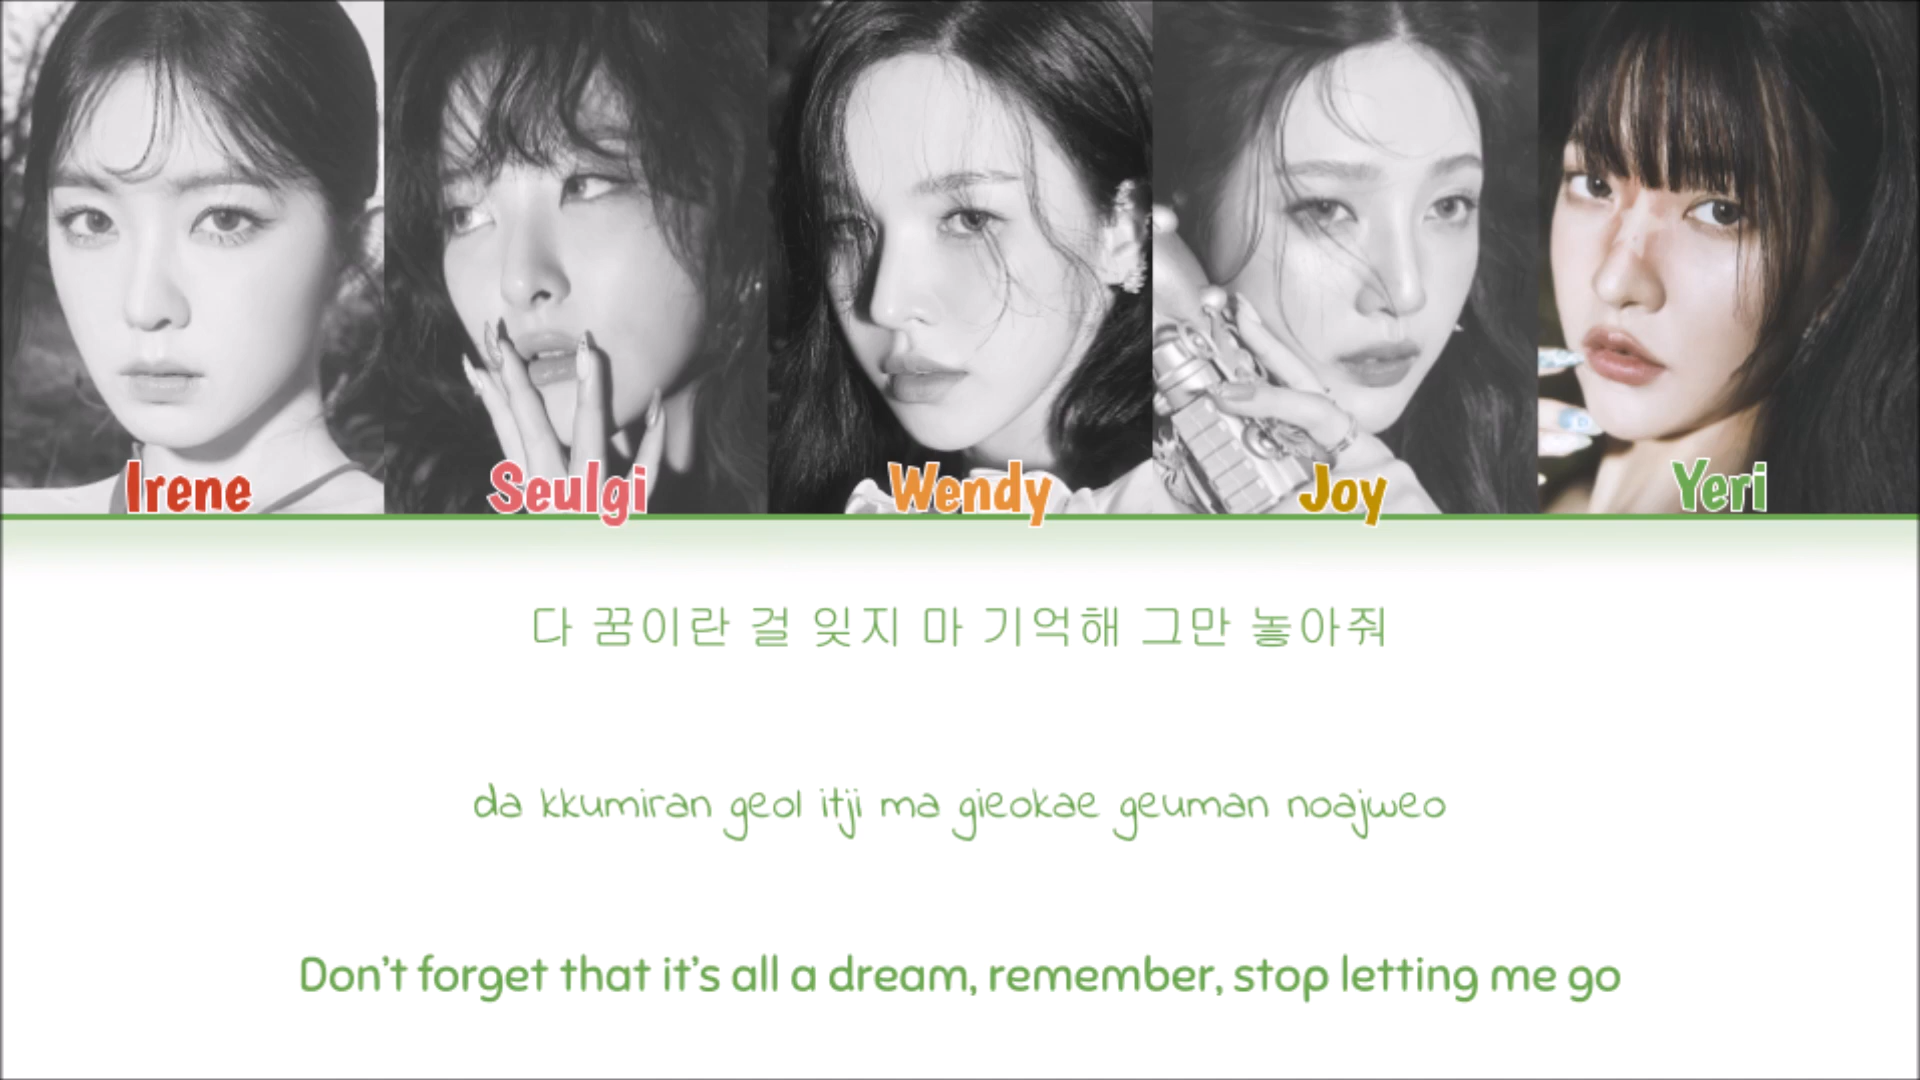 Irene
Seulgi
Wendy
Joy
Yeri
다 꿈이란 걸 잊지 마 기억해 그만 놓아줘
da kkumiran geol itji ma gieokae geuman noajweo
Don't forget that it's all a dream, remember, stop letting me go